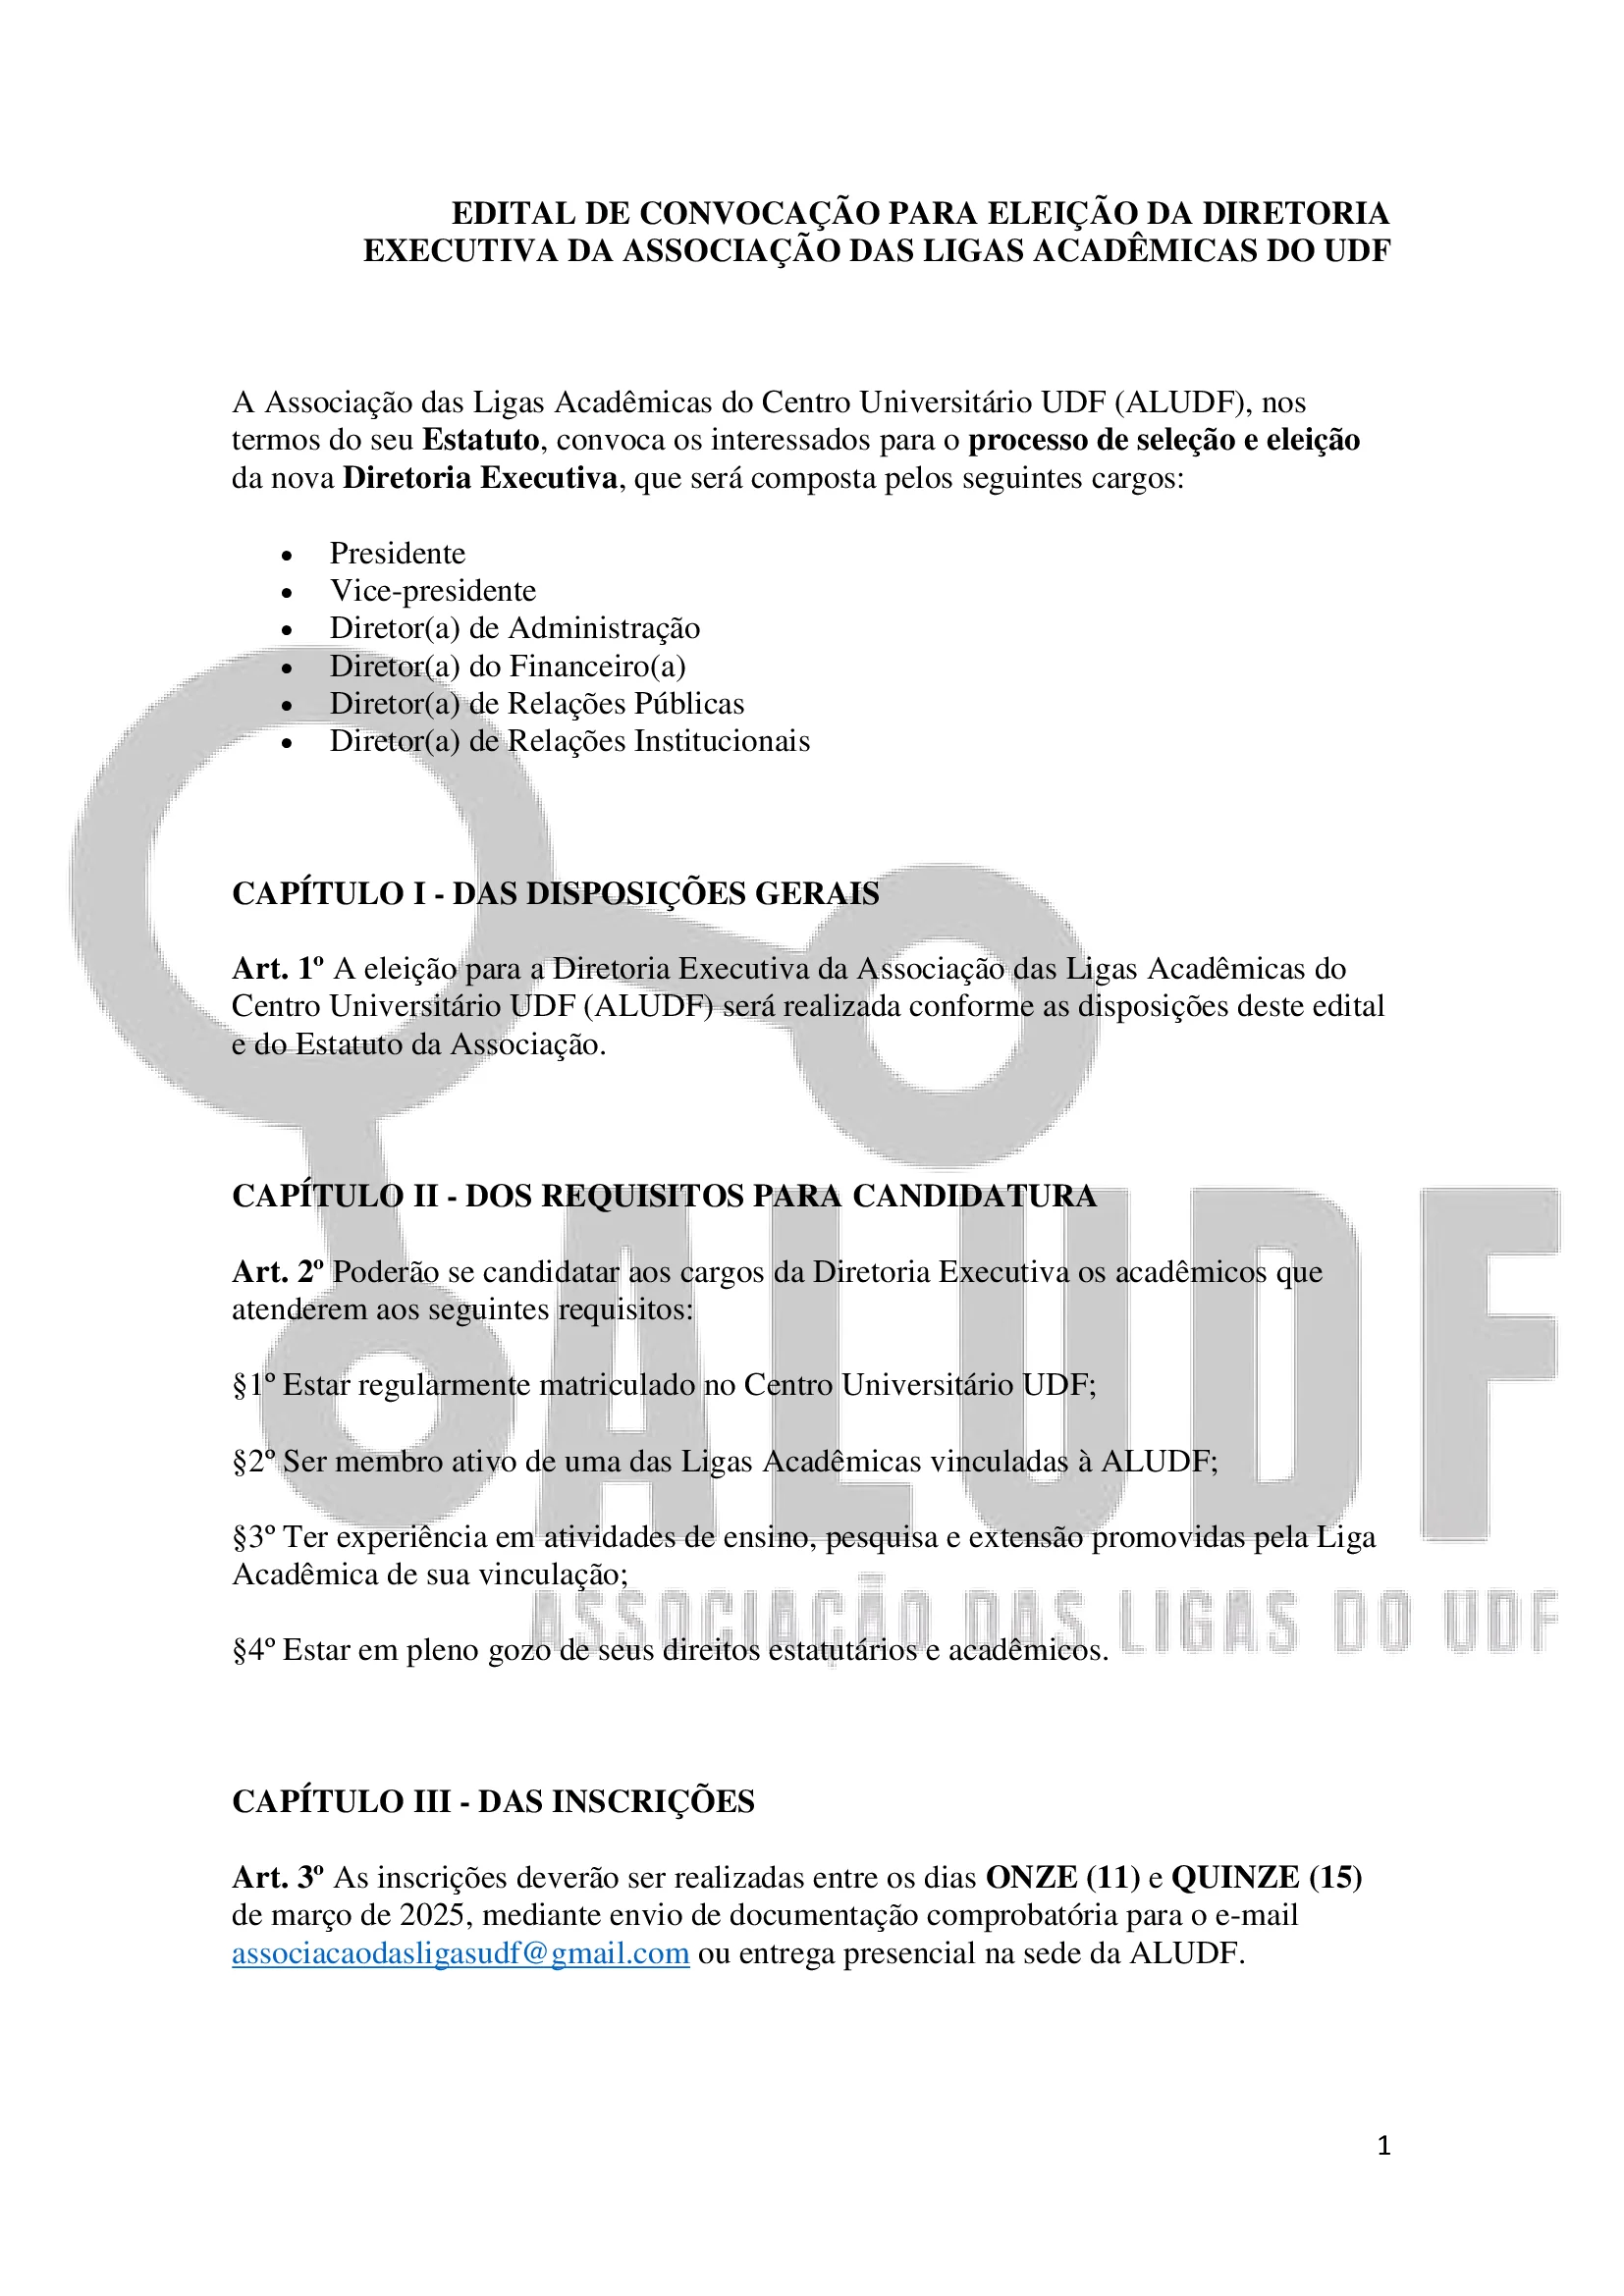 EDITAL DE CONVOCAÇÃO PARA ELEIÇÃO DA DIRETORIA
EXECUTIVA DA ASSOCIAÇÃO DAS LIGAS ACADÊMICAS DO UDF
A Associação das Ligas Acadêmicas do Centro Universitário UDF (ALUDF), nos
termos do seu Estatuto, convoca os interessados para o processo de seleção e eleição
da nova Diretoria Executiva, que será composta pelos seguintes cargos:
• Presidente
• Vice-presidente
• Diretor(a) de Administração
• Diretor(a) do Financeiro(a)
• Diretor(a) de Relações Públicas
• Diretor(a) de Relações Institucionais
CAPÍTULO I - DAS DISPOSIÇÕES GERAIS
Art. 1º A eleição para a Diretoria Executiva da Associação das Ligas Acadêmicas do
Centro Universitário UDF (ALUDF) será realizada conforme as disposições deste edital
e do Estatuto da Associação.
CAPÍTULO II - DOS REQUISITOS PARA CANDIDATURA
Art. 2º Poderão se candidatar aos cargos da Diretoria Executiva os acadêmicos que
atenderem aos seguintes requisitos:
§1º Estar regularmente matriculado no Centro Universitário UDF;
§2º Ser membro ativo de uma das Ligas Acadêmicas vinculadas à ALUDF;
§3º Ter experiência em atividades de ensino, pesquisa e extensão promovidas pela Liga
Acadêmica de sua vinculação;
§4º Estar em pleno gozo de seus direitos estatutários e acadêmicos.
ALUDF
ASSOCIAÇÃO DAS LIGAS DO UDF
CAPÍTULO III - DAS INSCRIÇÕES
Art. 3º As inscrições deverão ser realizadas entre os dias ONZE (11) e QUINZE (15)
de março de 2025, mediante envio de documentação comprobatória para o e-mail
associacaodasligasudf@gmail.com ou entrega presencial na sede da ALUDF.
1